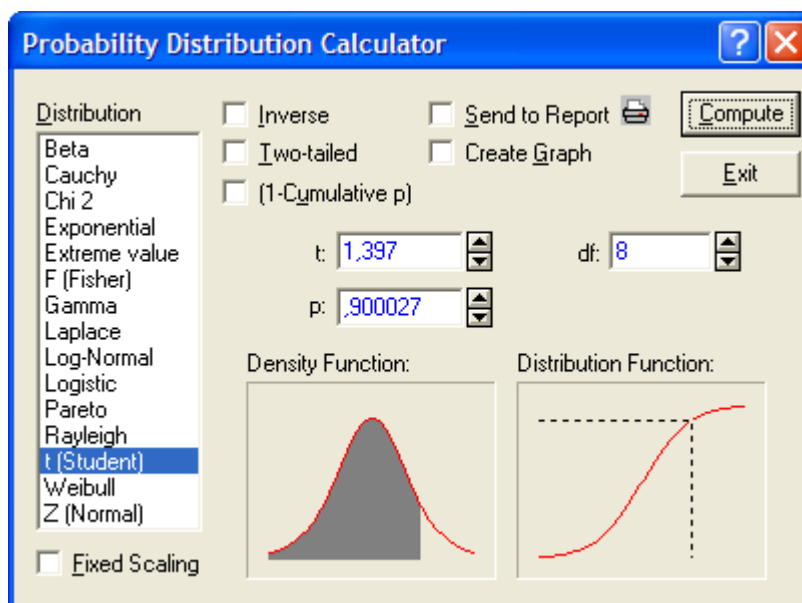 Probability Distribution Calculator
Distribution
Beta
Cauchy
Chi 2
Exponential
Extreme value
F (Fisher)
Gamma
Laplace
Log-Normal
Logistic
Pareto
Rayleigh
t (Student)
Weibull
Z (Normal)
Fixed Scaling
Inverse
Two-tailed
(1-Cumulative p)
Send to Report
Create Graph
Compute
Exit
t: 1,397
df: 8
p: ,900027
Density Function:
Distribution Function: